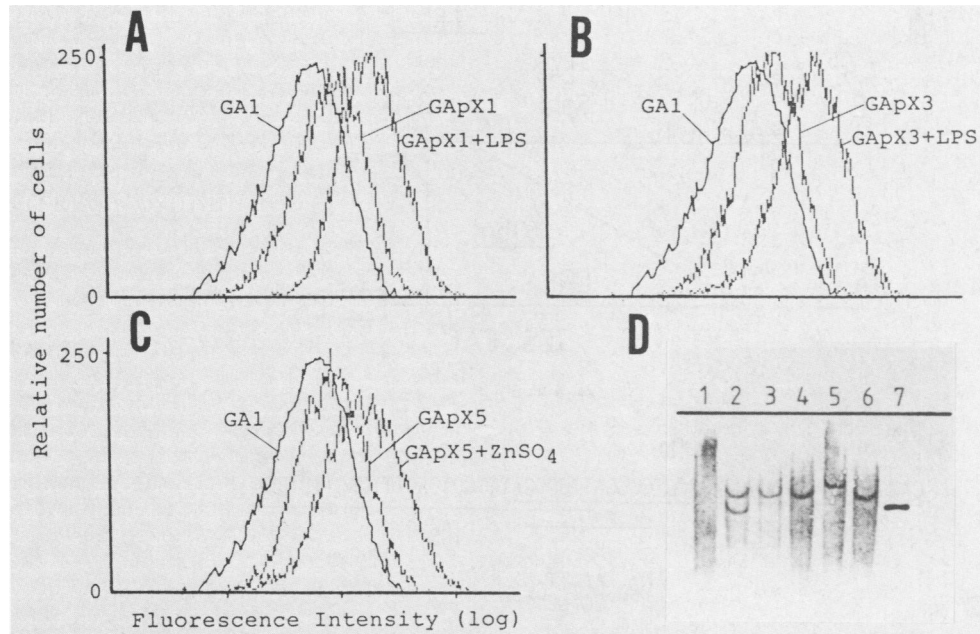 A
B
250
GA1
GApX1
GApX1+LPS
0
GA1
GApX3
GApX3+LPS
Relative number of cells
C
D
250
GA1
GApX5
GApX5+ZnSO4
0
1 2 3 4 5 6 7
Fluorescence Intensity (log)